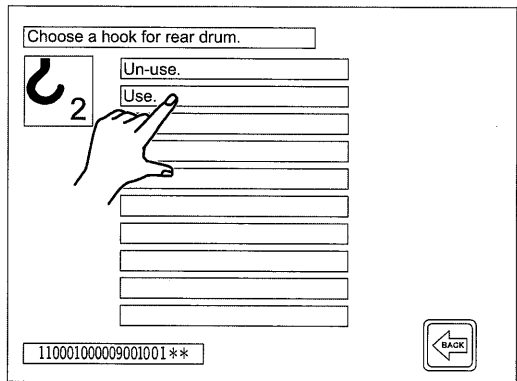 Choose a hook for rear drum.
2
Un-use.
Use.
110001000009001001**
BACK